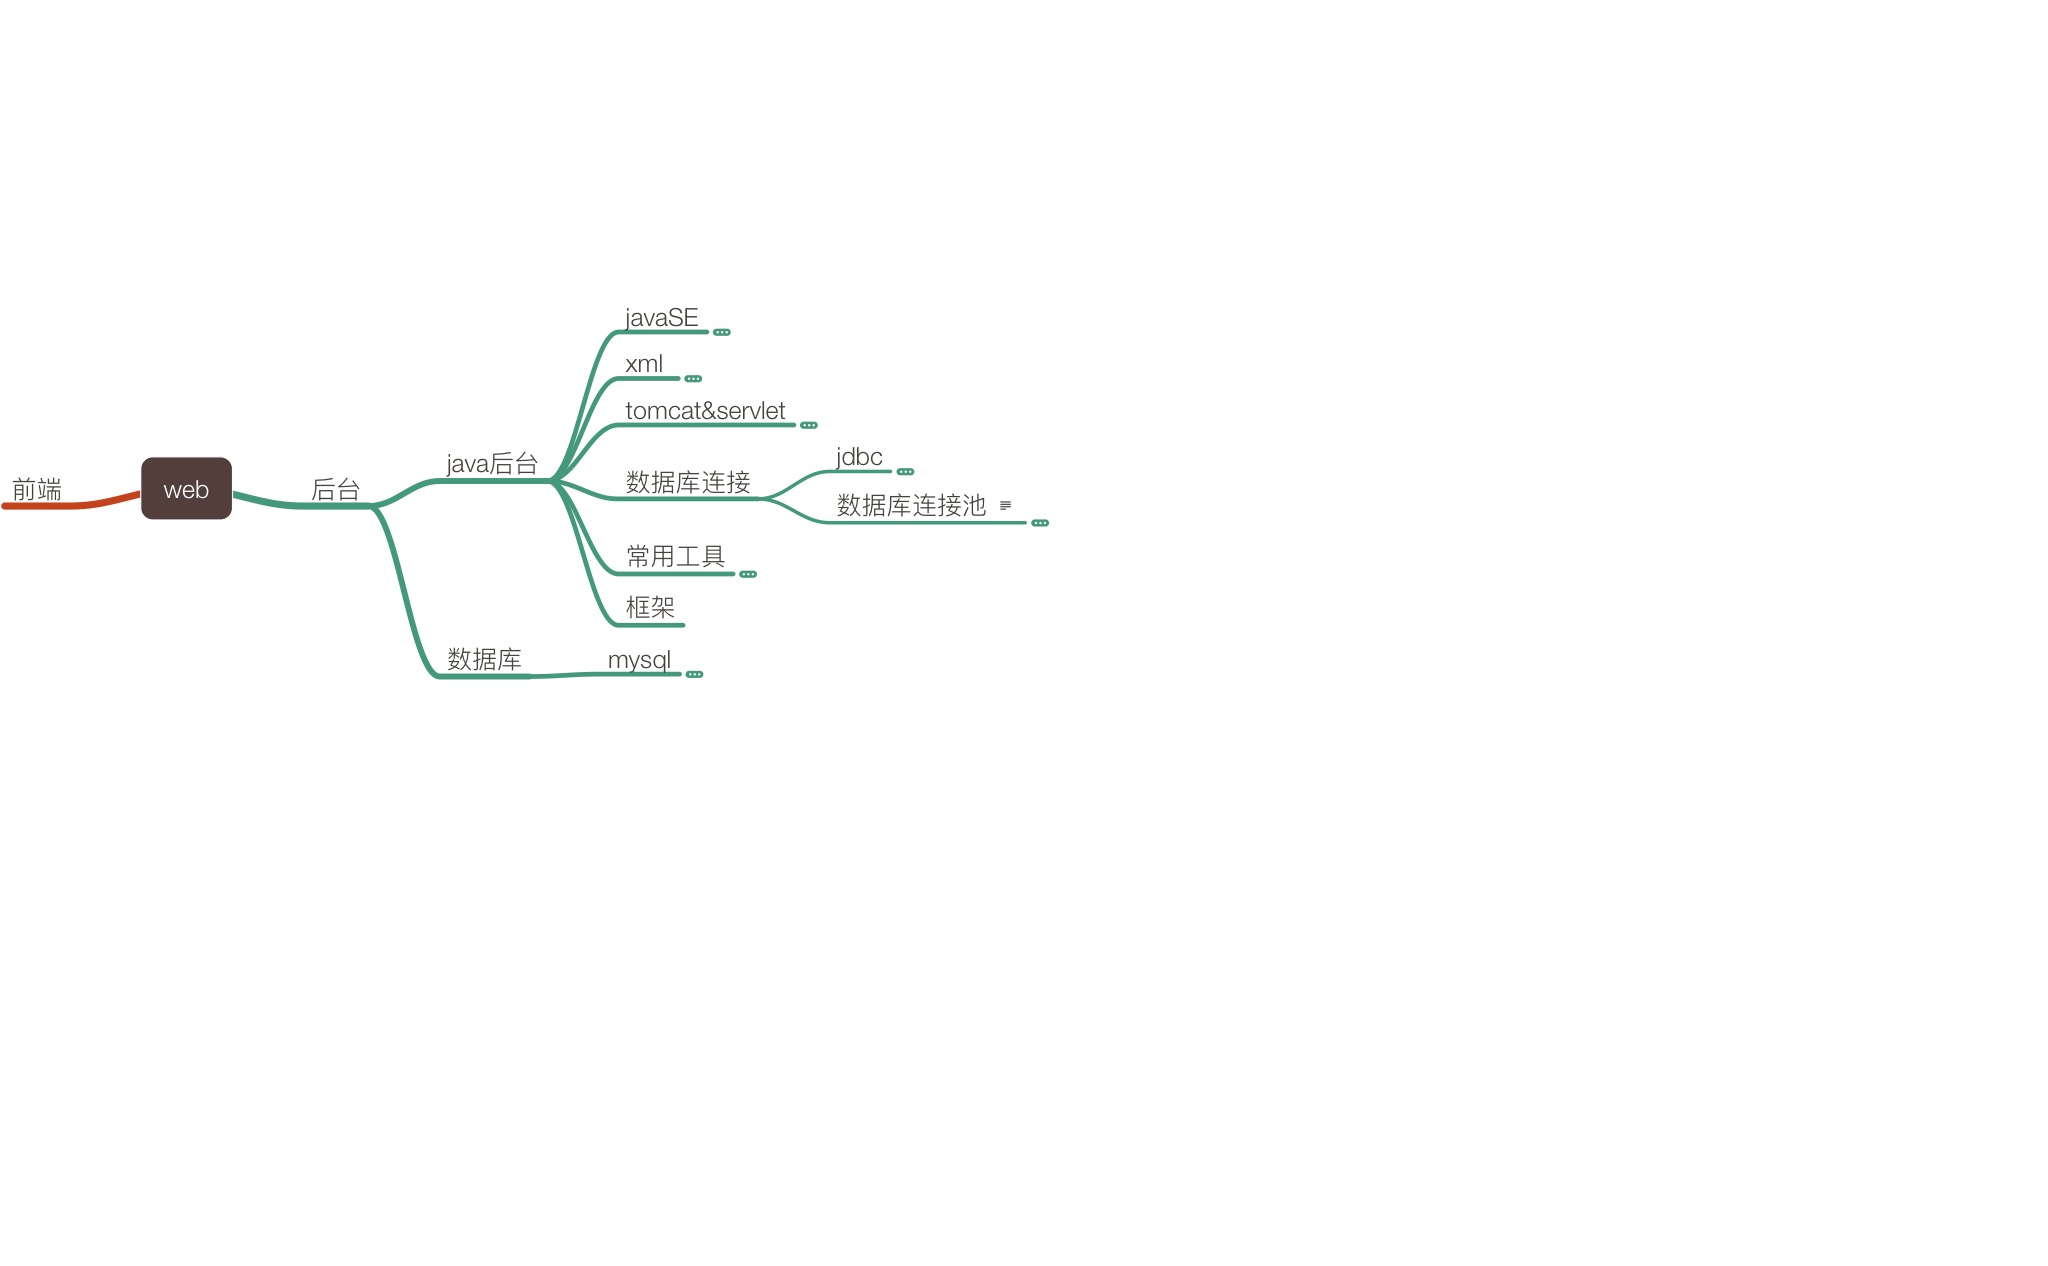 前端
web
后台
java后台
javaSE
xml
tomcat&servlet
数据库连接
jdbc
数据库连接池
常用工具
框架
数据库
mysql